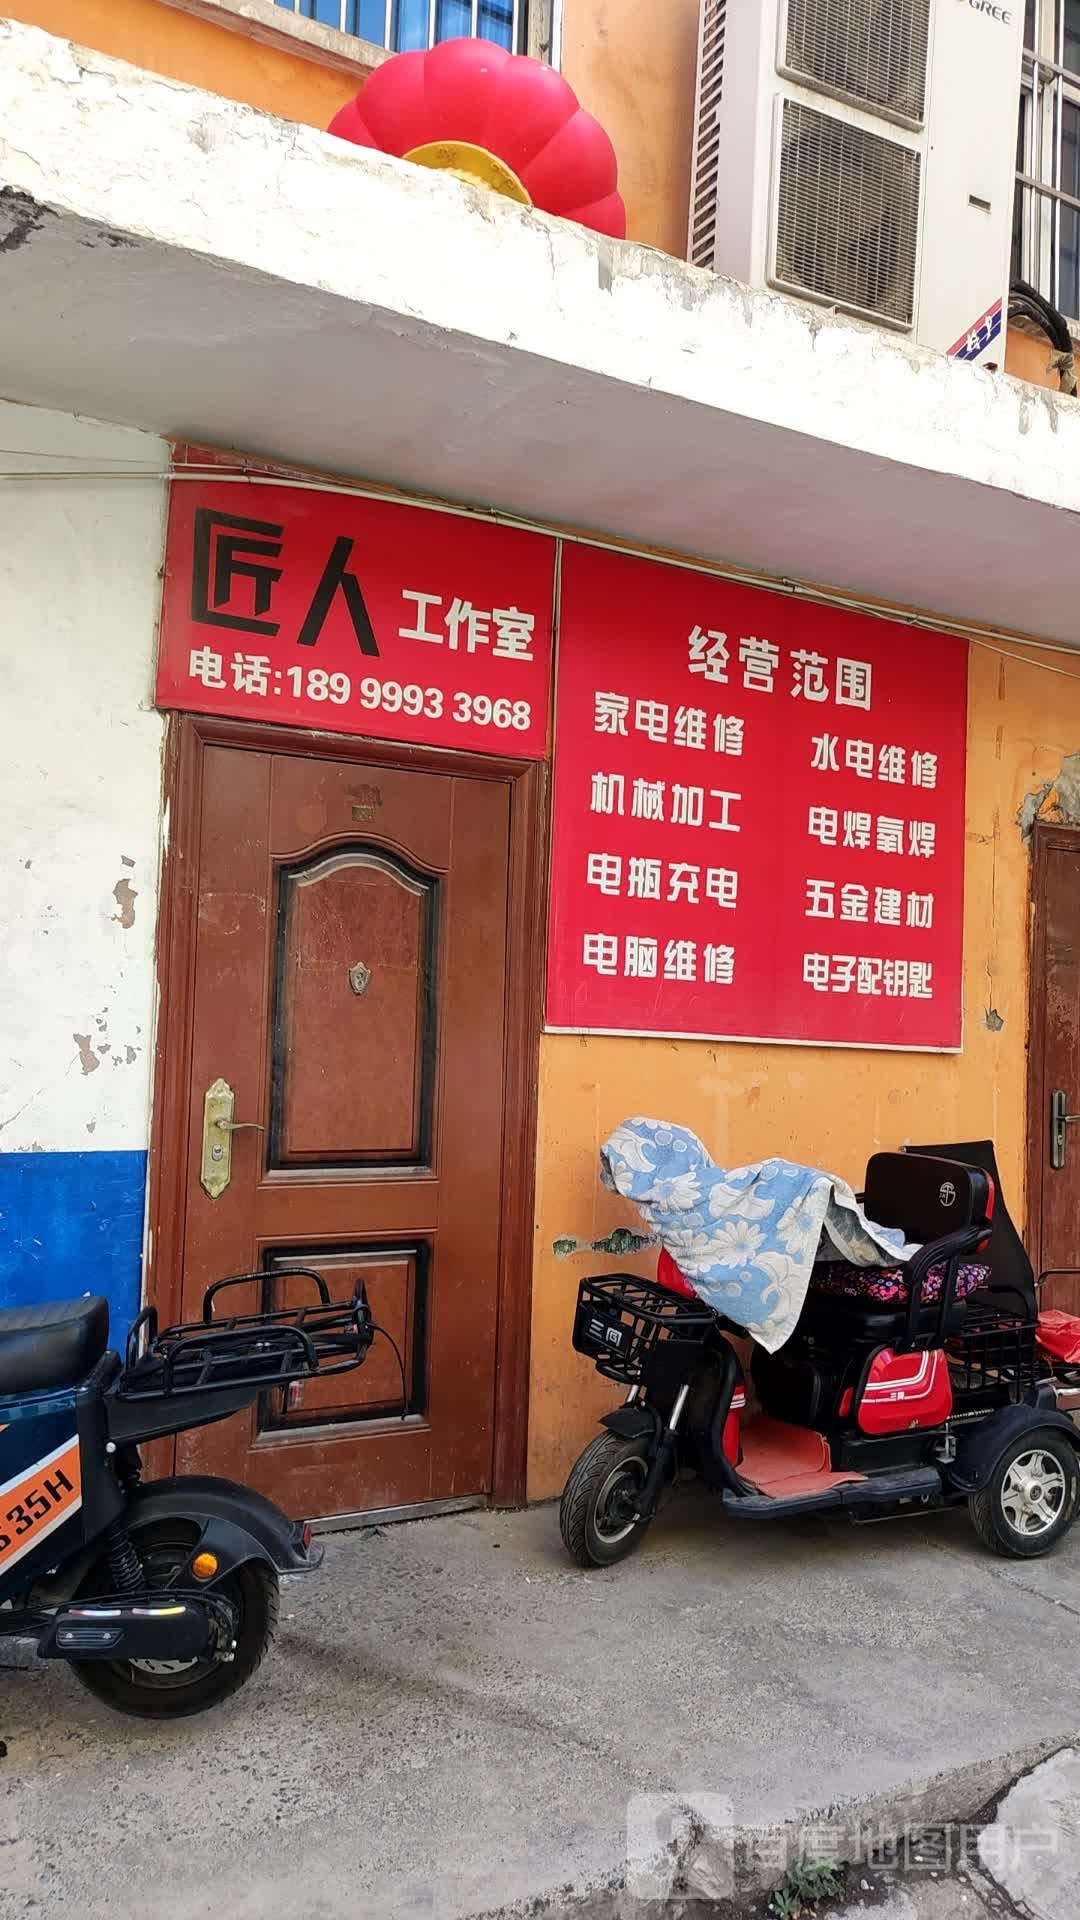 GREE
匠人 工作室
电话:189 9993 3968
经营范围
家电维修 水电维修
机械加工 电焊氧焊
电瓶充电 五金建材
电脑维修 电子配钥匙
35H
百度地图用户